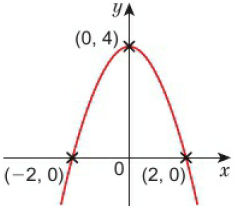 y
(0, 4)
(−2, 0)
0
(2, 0)
x